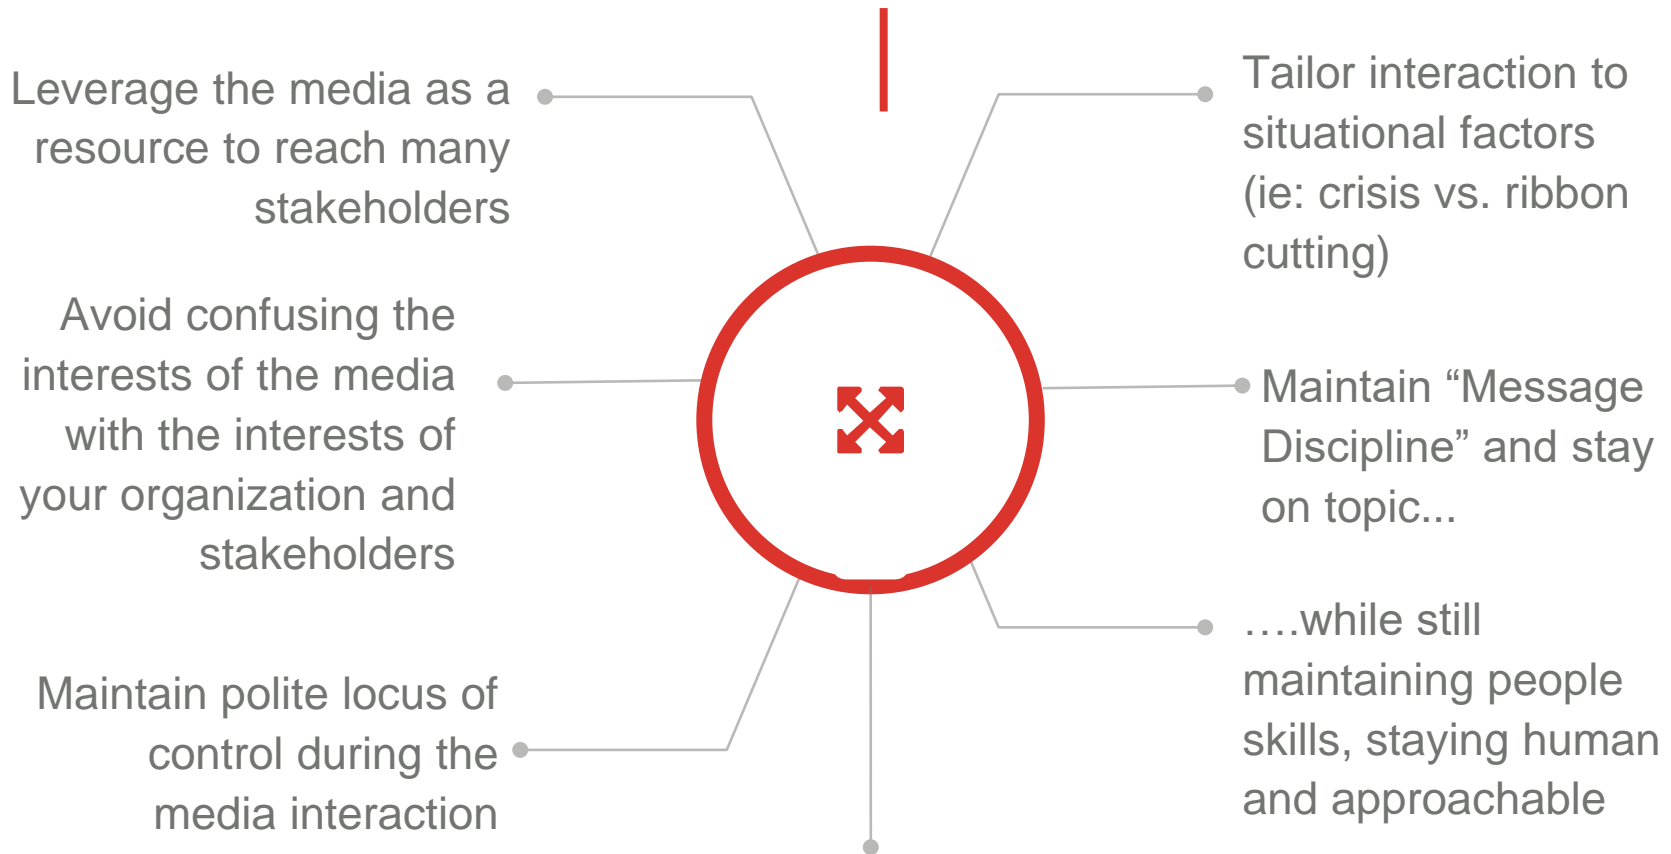 Leverage the media as a
resource to reach many
stakeholders
Avoid confusing the
interests of the media
with the interests of
your organization and
stakeholders
Maintain polite locus of
control during the
media interaction
Tailor interaction to
situational factors
(ie: crisis vs. ribbon
cutting)
Maintain “Message
Discipline” and stay
on topic...
….while still
maintaining people
skills, staying human
and approachable